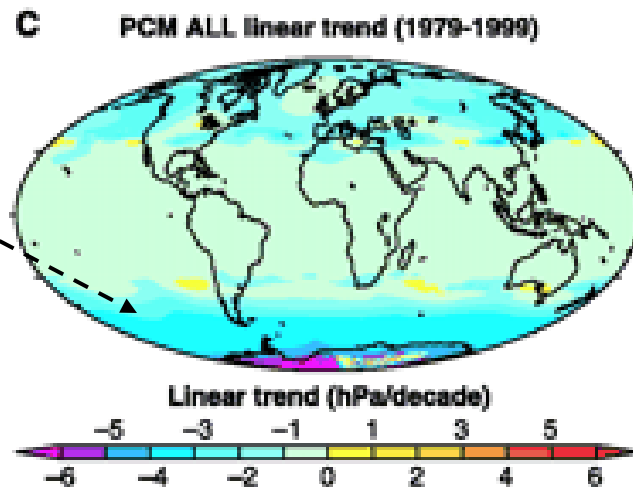 C PCM ALL linear trend (1979-1999)
Linear trend (hPa/decade)
−5 −3 −1 1 3 5
−6 −4 −2 0 2 4 6